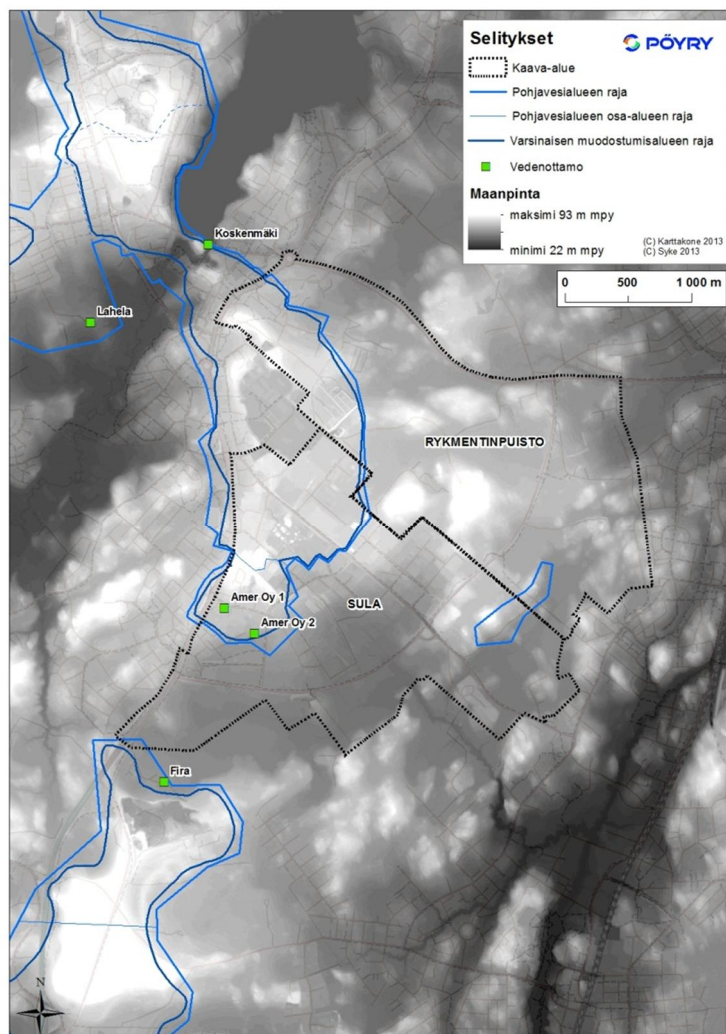 Selitykset
PÖYRY
Kaava-alue
Pohjavesialueen raja
Pohjavesialueen osa-alueen raja
Varsinaisen muodostumisalueen raja
Vedenottamo
Maanpinta
maksimi 93 m mpy
minimi 22 m mpy
(C) Karttakone 2013
(C) Syke 2013
0 500 1 000 m
Koskenmäki
Lahela
RYKMENTINPUISTO
Amer Oy 1
SULA
Amer Oy 2
Fira
N